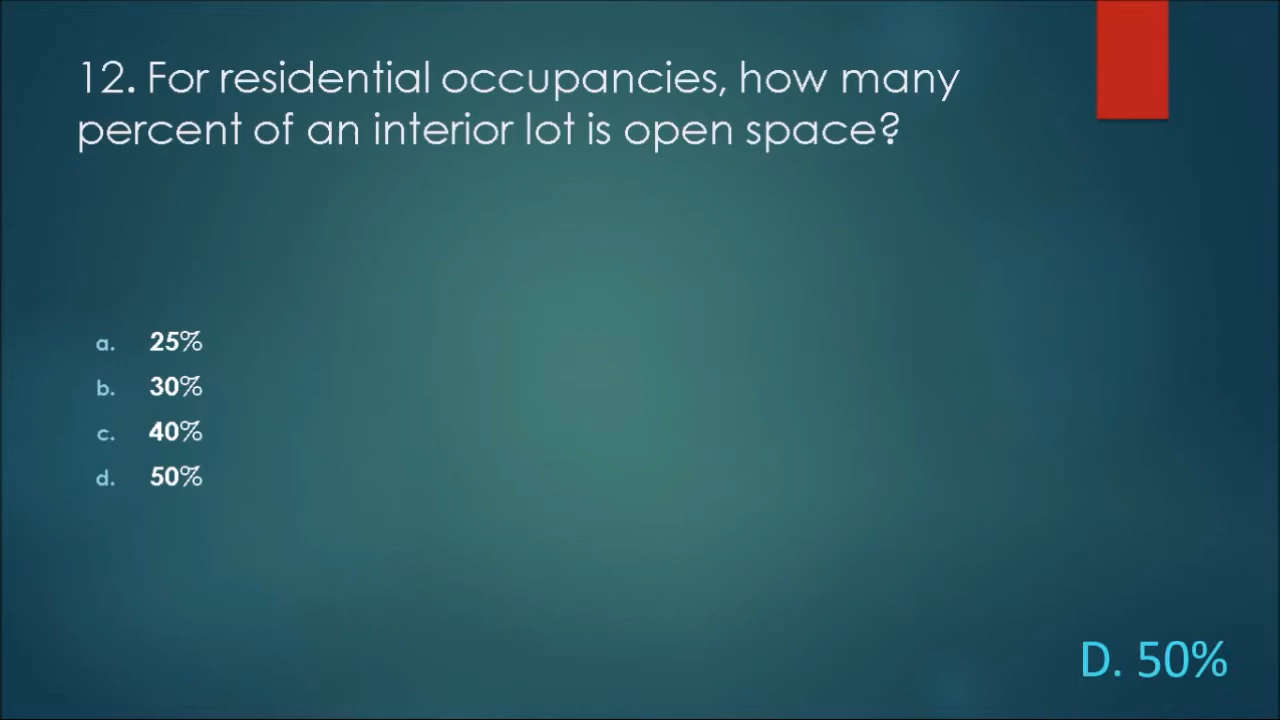 12. For residential occupancies, how many
percent of an interior lot is open space?
a. 25%
b. 30%
c. 40%
d. 50%
D. 50%